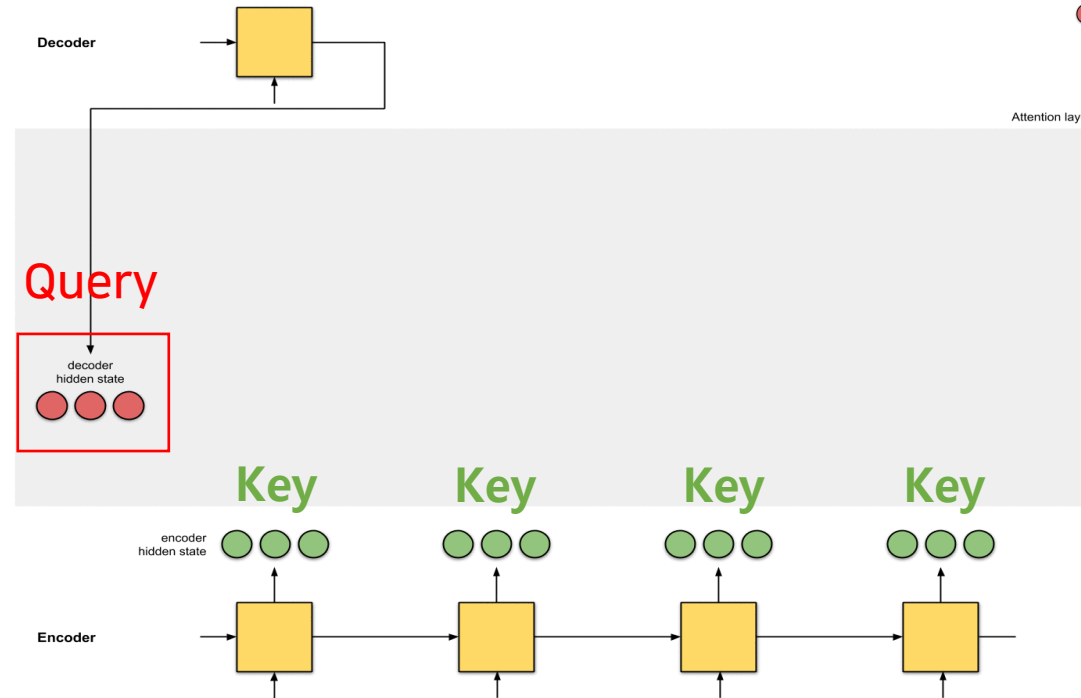 Decoder
Attention lay
Query
decoder
hidden state
Key Key Key Key
encoder
hidden state
Encoder